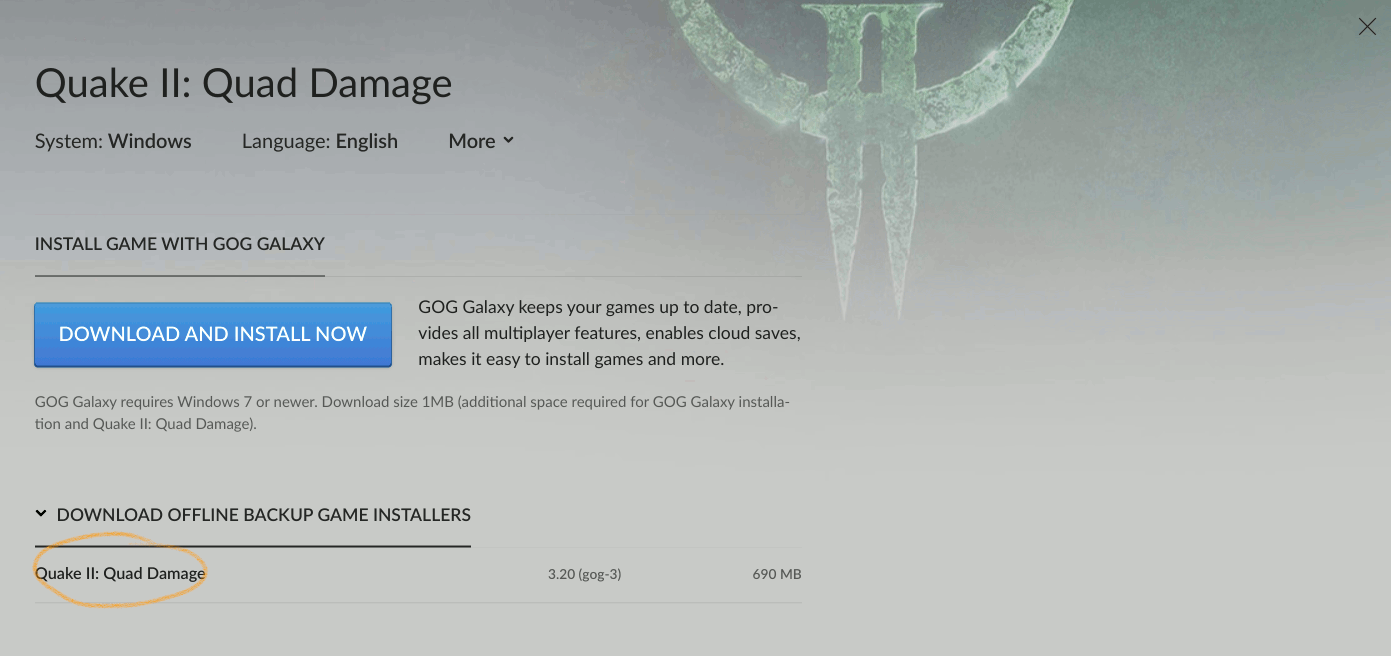 Quake II: Quad Damage
System: Windows Language: English More
INSTALL GAME WITH GOG GALAXY
DOWNLOAD AND INSTALL NOW
GOG Galaxy keeps your games up to date, pro-
vides all multiplayer features, enables cloud saves,
makes it easy to install games and more.
GOG Galaxy requires Windows 7 or newer. Download size 1MB (additional space required for GOG Galaxy installa-
tion and Quake II: Quad Damage).
DOWNLOAD OFFLINE BACKUP GAME INSTALLERS
Quake II: Quad Damage 3.20 (gog-3) 690 MB